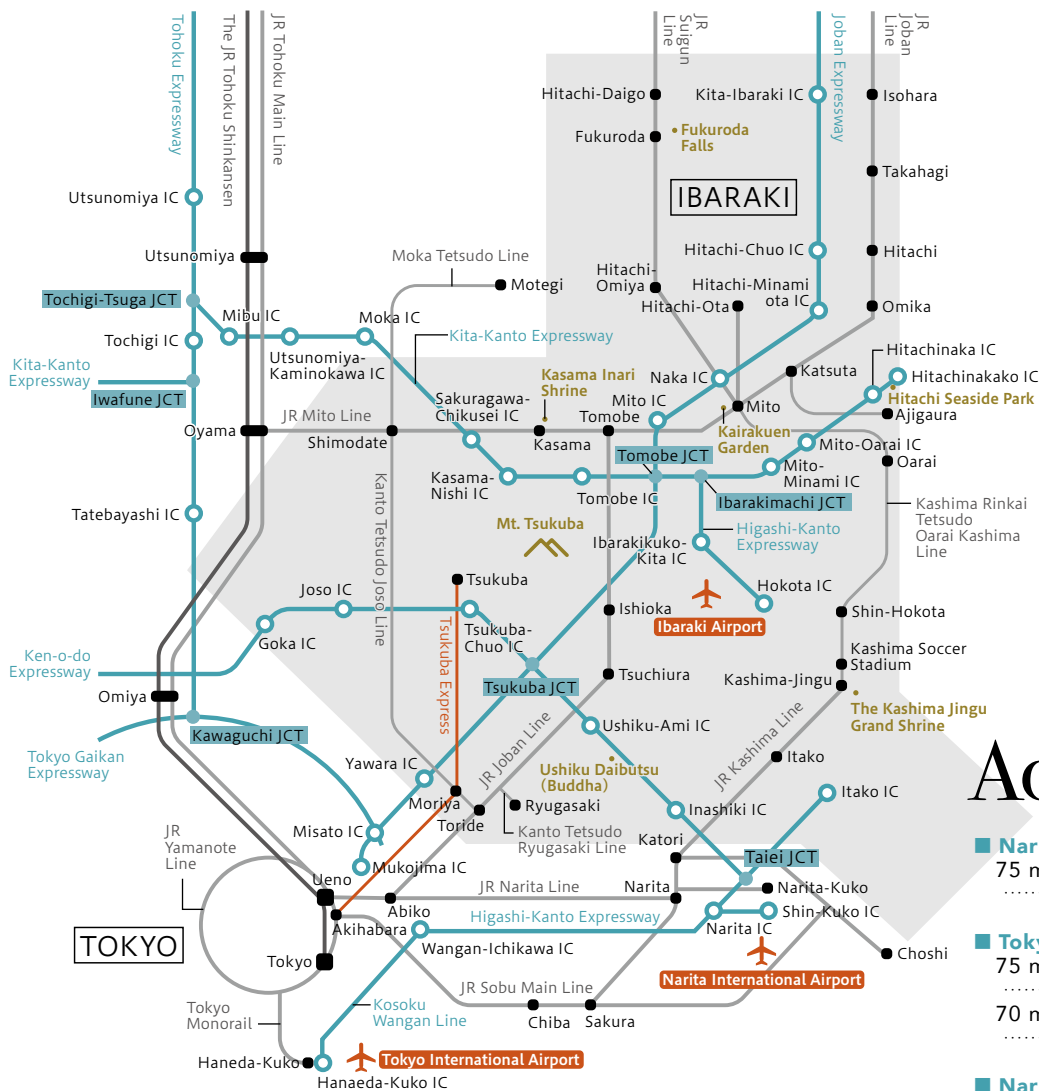 Tohoku Expressway
The JR Tohoku Shinkansen
JR Tohoku Main Line
JR
Suigun
Line
Joban Expressway
JR
Joban
Line
Hitachi-Daigo
Kita-Ibaraki IC
Isohara
Fukuroda
Fukuroda
Falls
Takahagi
Utsunomiya IC
IBARAKI
Utsunomiya
Moka Tetsudo Line
Motegi
Hitachi-Chuo IC
Hitachi
Hitachi-
Omiya
Hitachi-Minami
ota IC
Hitachi-Ota
Omika
Tochigi-Tsuga JCT
Mibu IC
Moka IC
Kita-Kanto Expressway
Tochigi IC
Utsunomiya-
Kaminokawa IC
Hitachinaka IC
Kita-Kanto
Expressway
Iwafune JCT
Kasama Inari
Shrine
Naka IC
Katsuta
Hitachinakako IC
Hitachi Seaside Park
Sakuragawa-
Chikusei IC
Mito IC
Mito
Ajigaura
JR Mito Line
Tomobe
Oyama
Shimodate
Kasama
Kairakuen
Garden
Mito-Oarai IC
Tomobe JCT
Oarai
Mito-
Minami IC
Kasama-
Nishi IC
Tomobe IC
Ibarakimachi JCT
Tatebayashi IC
Kanto Tetsudo Joso Line
Mt. Tsukuba
Ibarakikuko-
Kita IC
Higashi-Kanto
Expressway
Kashima Rinkai
Tetsudo
Oarai Kashima
Line
Tsukuba
Hokota IC
Joso IC
Ishioka
Ibaraki Airport
Shin-Hokota
Goka IC
Tsukuba Express
Tsukuba-
Chuo IC
Ken-o-do
Expressway
Kashima Soccer
Stadium
Tsuchiura
Kashima-Jingu
Omiya
Tsukuba JCT
The Kashima Jingu
Grand Shrine
Kawaguchi JCT
Ushiku-Ami IC
Tokyo Gaikan
Expressway
Yawara IC
JR Joban Line
Ushiku Daibutsu
(Buddha)
JR Kashima Line
Itako
Ac
Moriya
Ryugasaki
Inashiki IC
Itako IC
Toride
Misato IC
Kanto Tetsudo
Ryugasaki Line
Katori
JR
Yamanote
Line
Nar
75 m
Mukojima IC
Taiei JCT
Ueno
JR Narita Line
Narita
Narita-Kuko
Abiko
Akihabara
Higashi-Kanto Expressway
Shin-Kuko IC
TOKYO
Wangan-Ichikawa IC
Narita IC
Tokyo
75 m
70 m
Tokyo
Choshi
Narita International Airport
JR Sobu Main Line
Tokyo
Monorail
Kosoku
Wangan Line
Chiba
Sakura
Haneda-Kuko
Tokyo International Airport
Hanaeda-Kuko IC
Nar